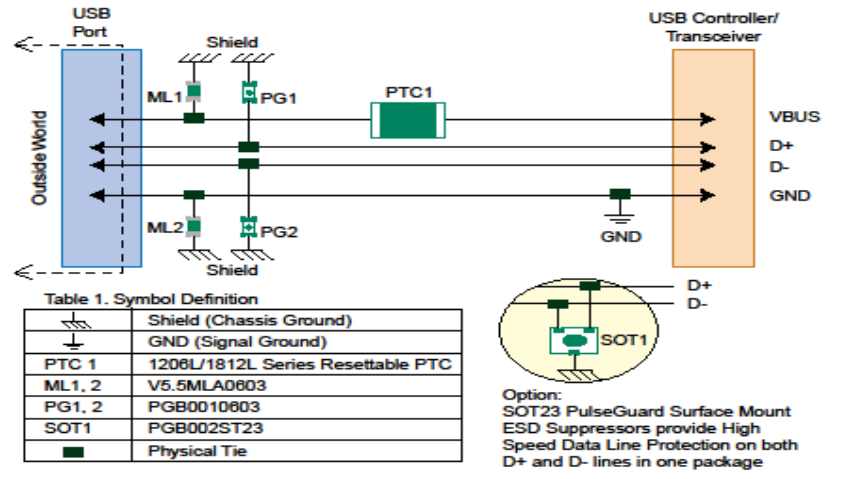 USB
Port
USB Controller/
Transceiver
Shield
ML1
PG1
PTC1
VBUS
D+
D-
GND
Outside World
ML2
PG2
GND
Shield
Table 1. Symbol Definition
Shield (Chassis Ground)
GND (Signal Ground)
PTC 1 1206L/1812L Series Resettable PTC
ML1, 2 V5.5MLA0603
PG1, 2 PGB0010603
SOT1 PGB002ST23
Physical Tie
D+
D-
SOT1
Option:
SOT23 PulseGuard Surface Mount
ESD Suppressors provide High
Speed Data Line Protection on both
D+ and D- lines in one package